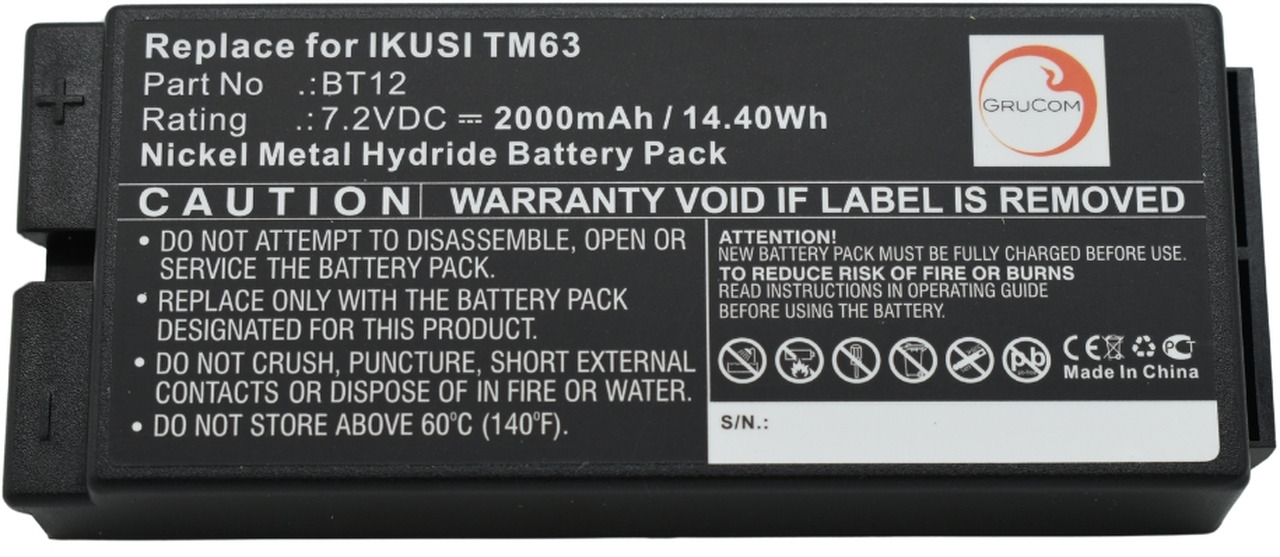 Replace for IKUSI TM63
Part No .:BT12
Rating .:7.2VDC ⎓ 2000mAh / 14.40Wh
Nickel Metal Hydride Battery Pack
GRUCOM
CAUTION
WARRANTY VOID IF LABEL IS REMOVED
• DO NOT ATTEMPT TO DISASSEMBLE, OPEN OR
SERVICE THE BATTERY PACK.
• REPLACE ONLY WITH THE BATTERY PACK
DESIGNATED FOR THIS PRODUCT.
• DO NOT CRUSH, PUNCTURE, SHORT EXTERNAL
CONTACTS OR DISPOSE OF IN FIRE OR WATER.
• DO NOT STORE ABOVE 60°C (140°F).
ATTENTION!
NEW BATTERY PACK MUST BE FULLY CHARGED BEFORE USE.
TO REDUCE RISK OF FIRE OR BURNS
READ INSTRUCTIONS IN OPERATING GUIDE
BEFORE USING THE BATTERY.
pb
CE
PCT
Made In China
S/N.:
+
-